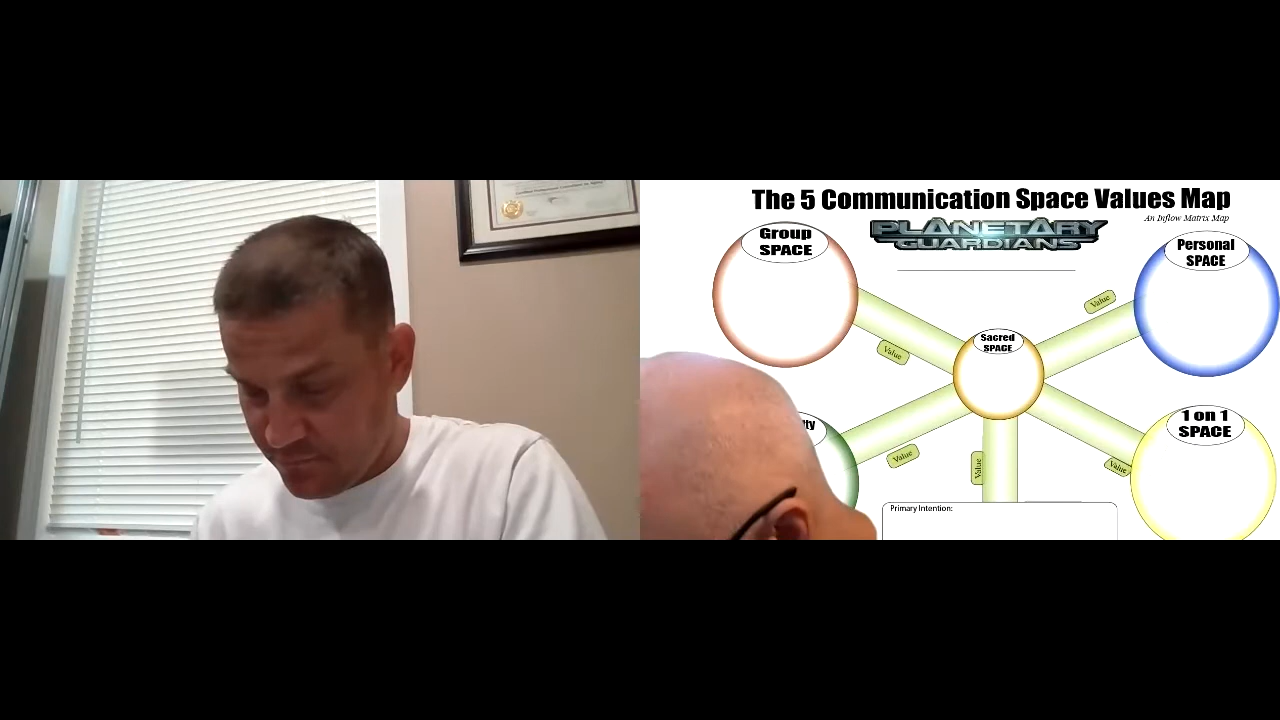 The 5 Communication Space Values Map
An Inflow Matrix Map
PLANETARY
GUARDIANS
Group
SPACE
Personal
SPACE
Value
Value
Sacred
SPACE
1 on 1
SPACE
ity
Value
Value
Value
Primary Intention: